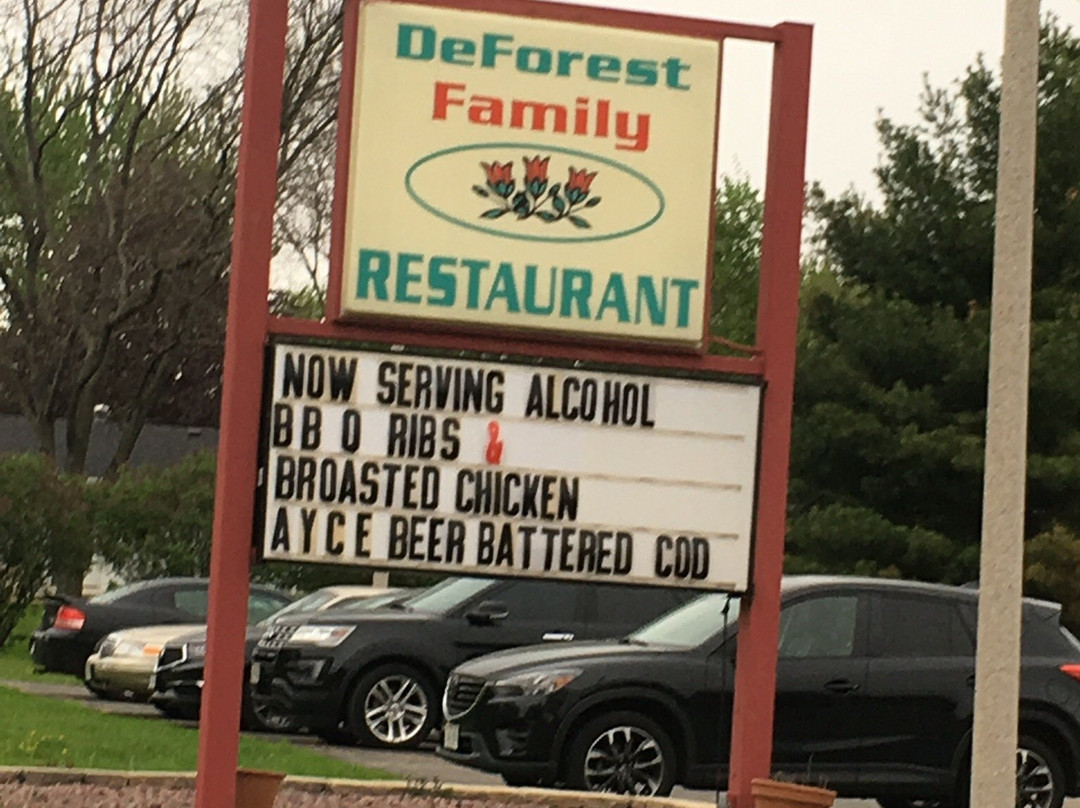 DeForest
Family
RESTAURANT
NOW SERVING ALCOHOL
BBQ RIBS &
BROASTED CHICKEN
AYCE BEER BATTERED COD